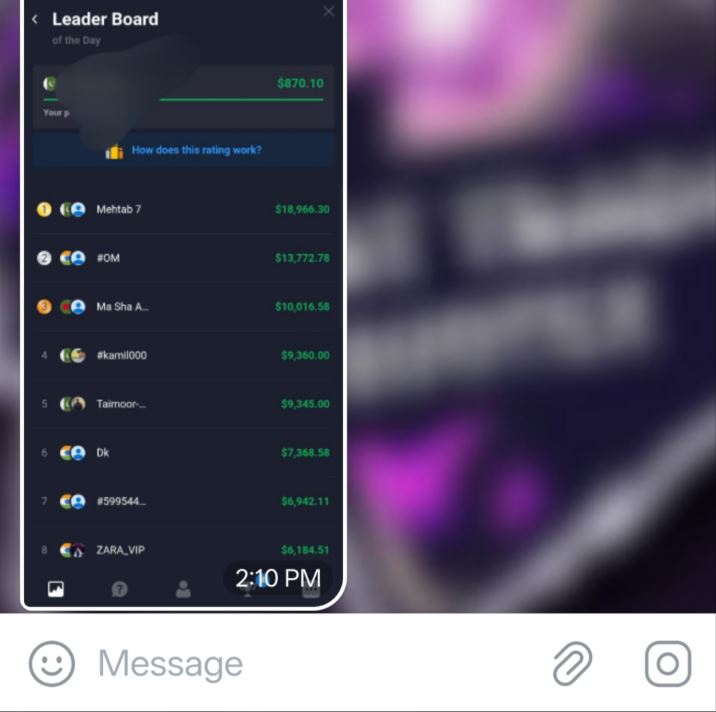 Leader Board
of the Day
$870.10
Your p
How does this rating work?
1 Mehtab 7 $18,966.30
2 #OM $13,772.78
3 Ma Sha A... $10,016.58
4 #kamil000 $9,360.00
5 Taimoor-... $9,345.00
6 Dk $7,368.58
7 #599544... $6,942.11
8 ZARA_VIP $6,184.51
2:10 PM
Message